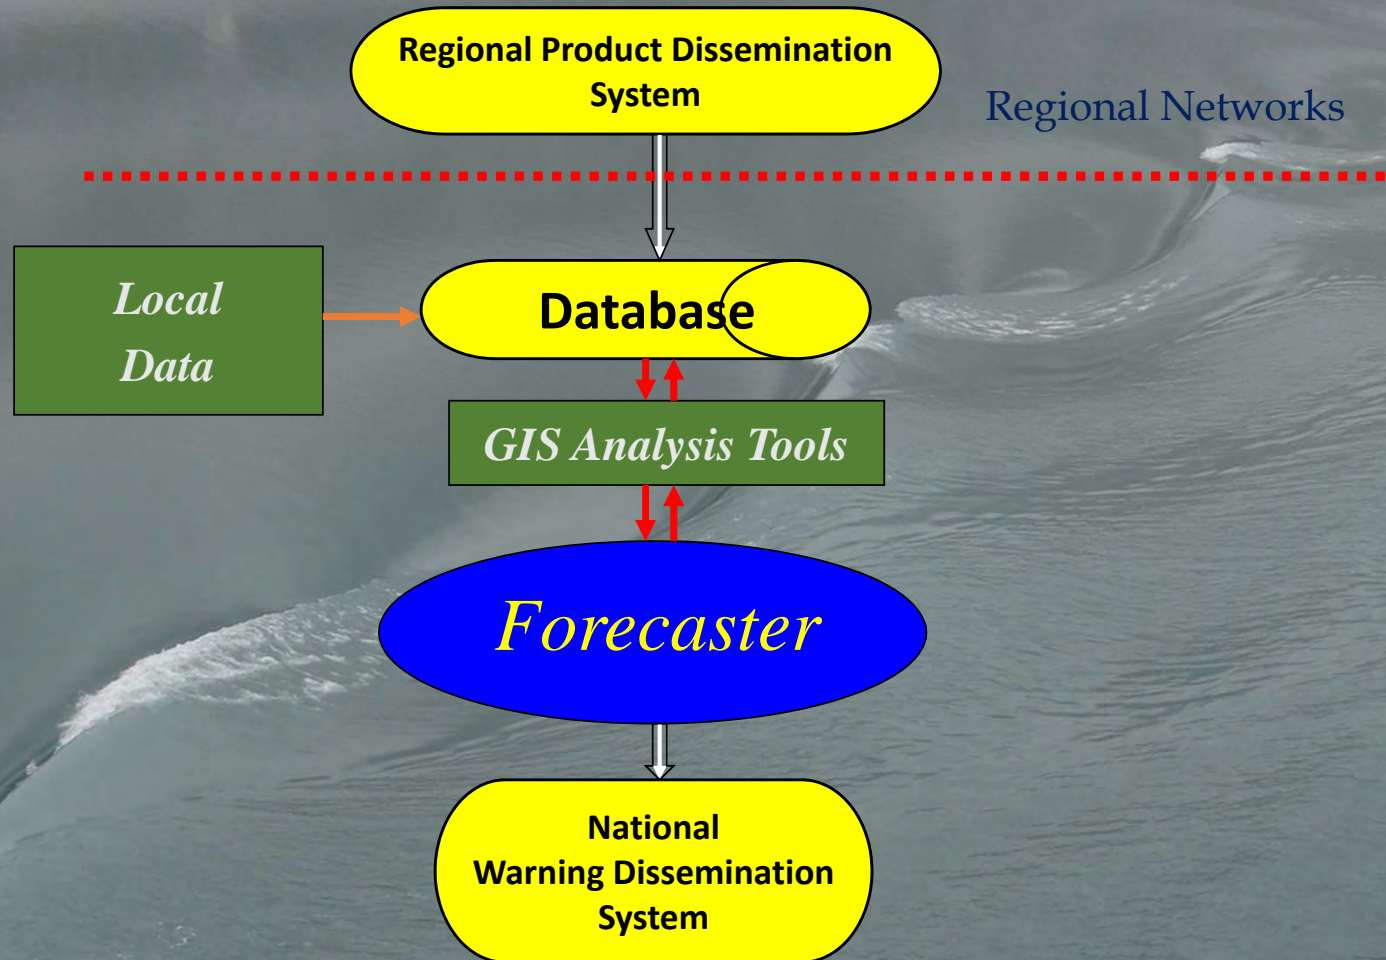 Regional Product Dissemination
System
Regional Networks
Local
Data
Database
GIS Analysis Tools
Forecaster
National
Warning Dissemination
System